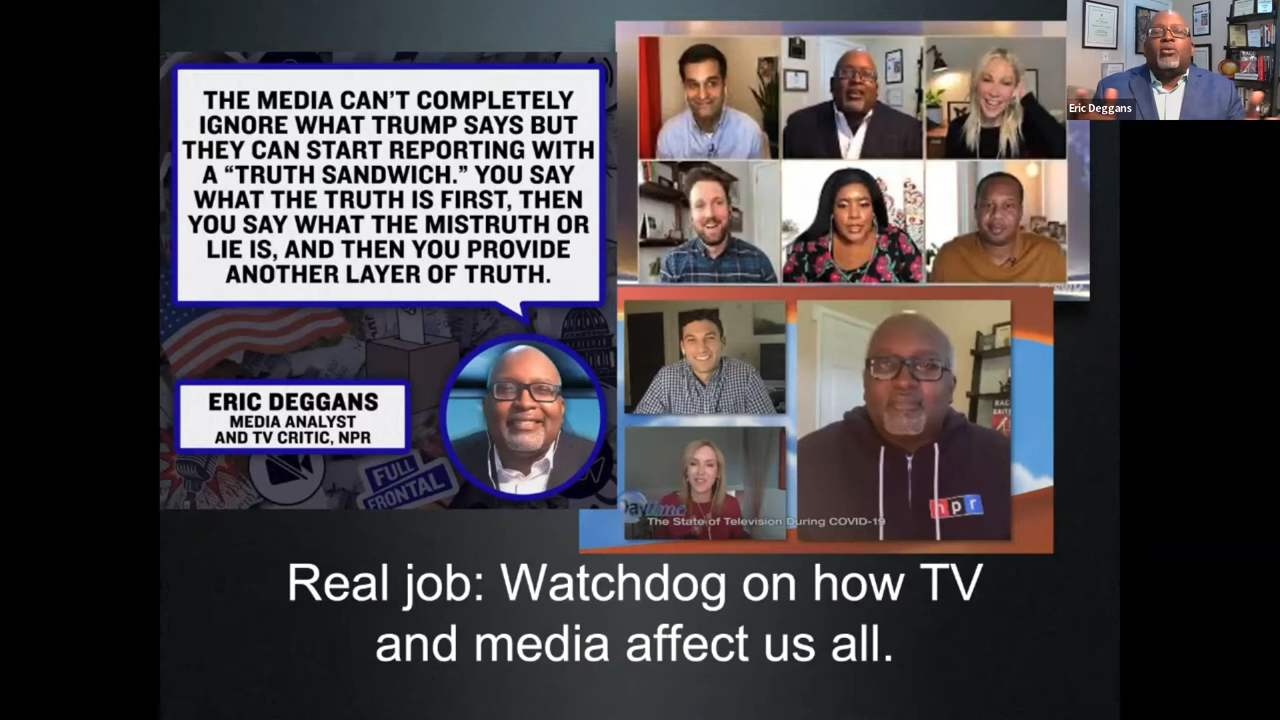 THE MEDIA CAN'T COMPLETELY
IGNORE WHAT TRUMP SAYS BUT
THEY CAN START REPORTING WITH
A “TRUTH SANDWICH.” YOU SAY
WHAT THE TRUTH IS FIRST, THEN
YOU SAY WHAT THE MISTRUTH OR
LIE IS, AND THEN YOU PROVIDE
ANOTHER LAYER OF TRUTH.
ERIC DEGGANS
MEDIA ANALYST
AND TV CRITIC, NPR
FULL
FRONTAL
Eric Deggans
npr
Daytime
The State of Television During COVID-19
Real job: Watchdog on how TV
and media affect us all.